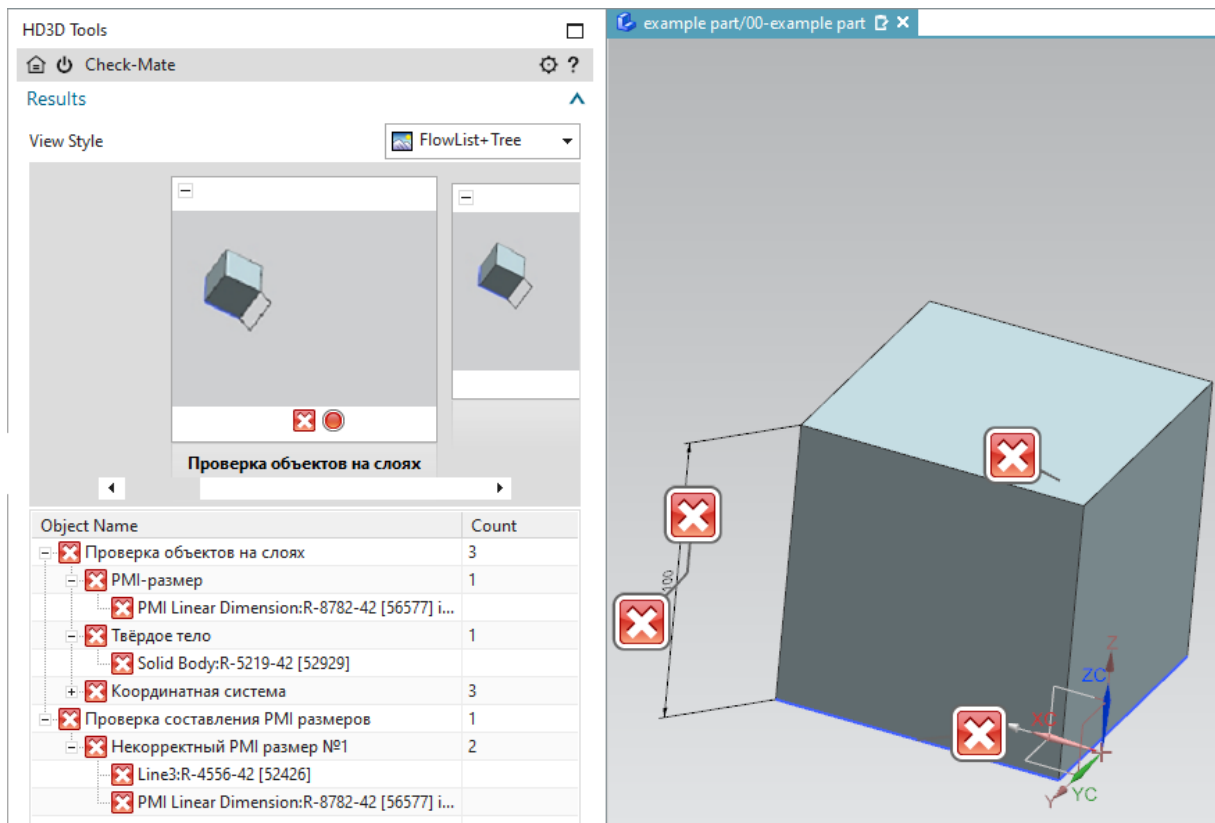 HD3D Tools
Check-Mate
?
Results
View Style
FlowList+Tree
Проверка объектов на слоях
Object Name Count
Проверка объектов на слоях 3
PMI-размер 1
PMI Linear Dimension:R-8782-42 [56577] i...
Твёрдое тело 1
Solid Body:R-5219-42 [52929]
Координатная система 3
Проверка составления PMI размеров 1
Некорректный PMI размер №1 2
Line3:R-4556-42 [52426]
PMI Linear Dimension:R-8782-42 [56577] i...
example part/00-example part
100
Z
ZC
XC
Y
YC